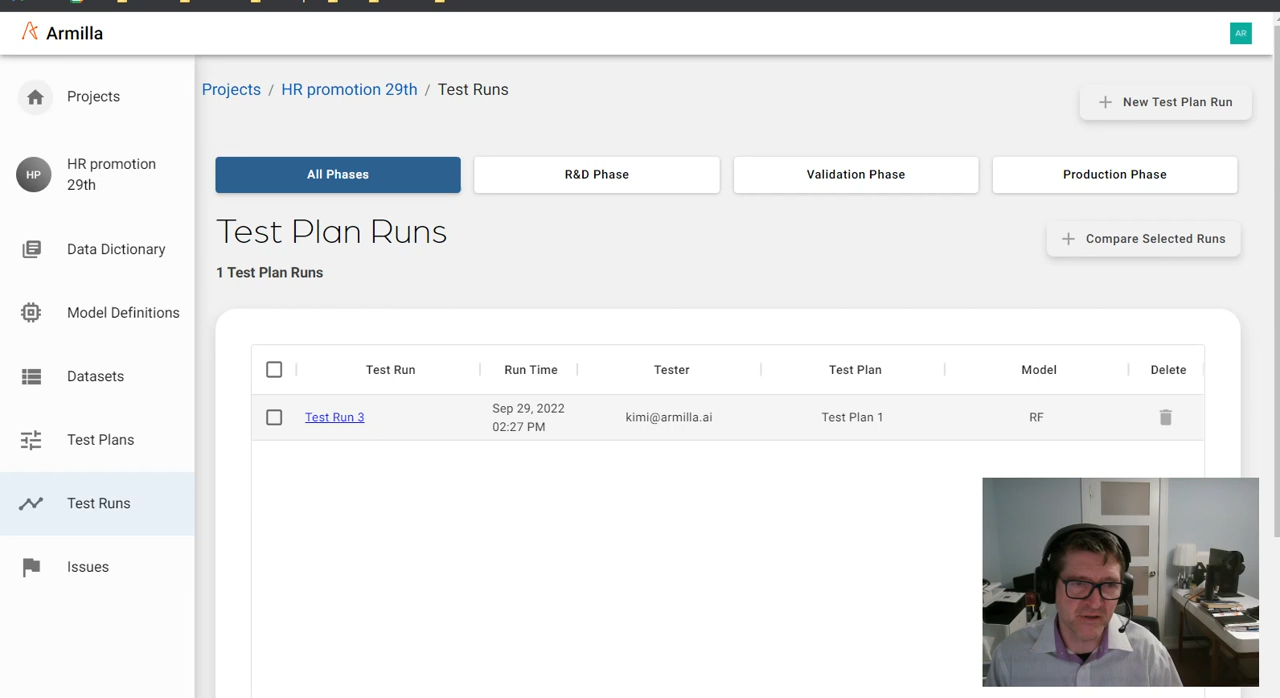 Armilla
AR
Projects
HP
HR promotion
29th
Data Dictionary
Model Definitions
Datasets
Test Plans
Test Runs
Issues
Projects / HR promotion 29th / Test Runs
+ New Test Plan Run
All Phases
R&D Phase
Validation Phase
Production Phase
Test Plan Runs
+ Compare Selected Runs
1 Test Plan Runs
Test Run
Run Time
Tester
Test Plan
Model
Delete
Test Run 3
Sep 29, 2022
02:27 PM
kimi@armilla.ai
Test Plan 1
RF